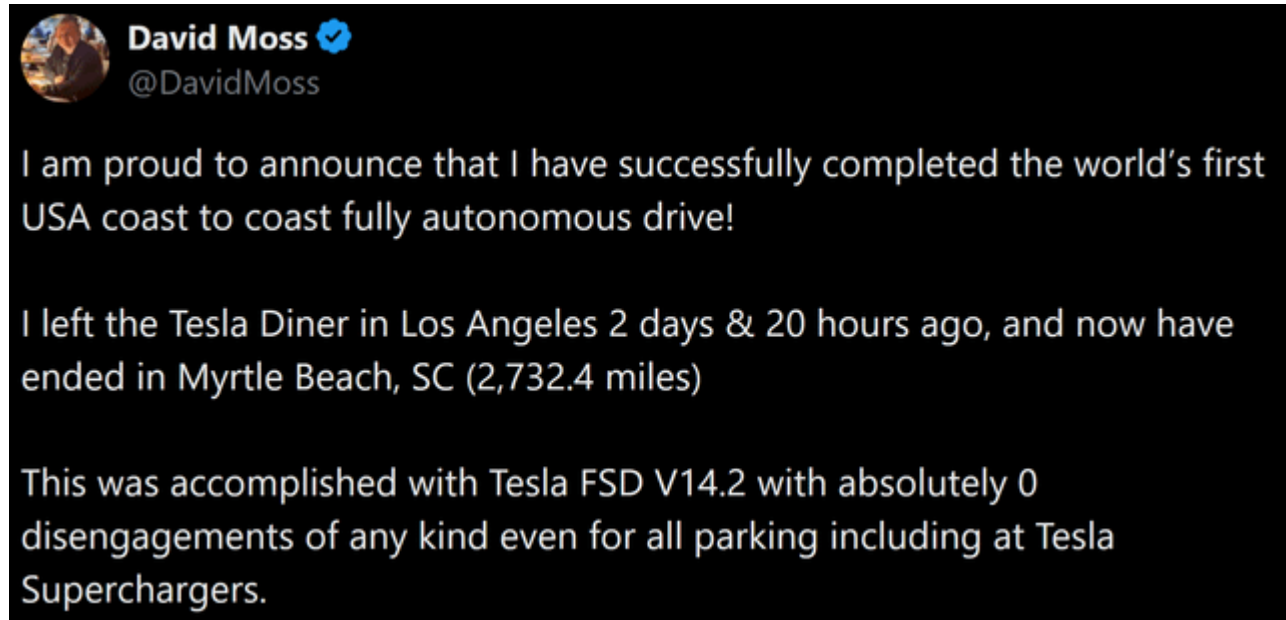 David Moss
@DavidMoss
I am proud to announce that I have successfully completed the world's first
USA coast to coast fully autonomous drive!
I left the Tesla Diner in Los Angeles 2 days & 20 hours ago, and now have
ended in Myrtle Beach, SC (2,732.4 miles)
This was accomplished with Tesla FSD V14.2 with absolutely 0
disengagements of any kind even for all parking including at Tesla
Superchargers.